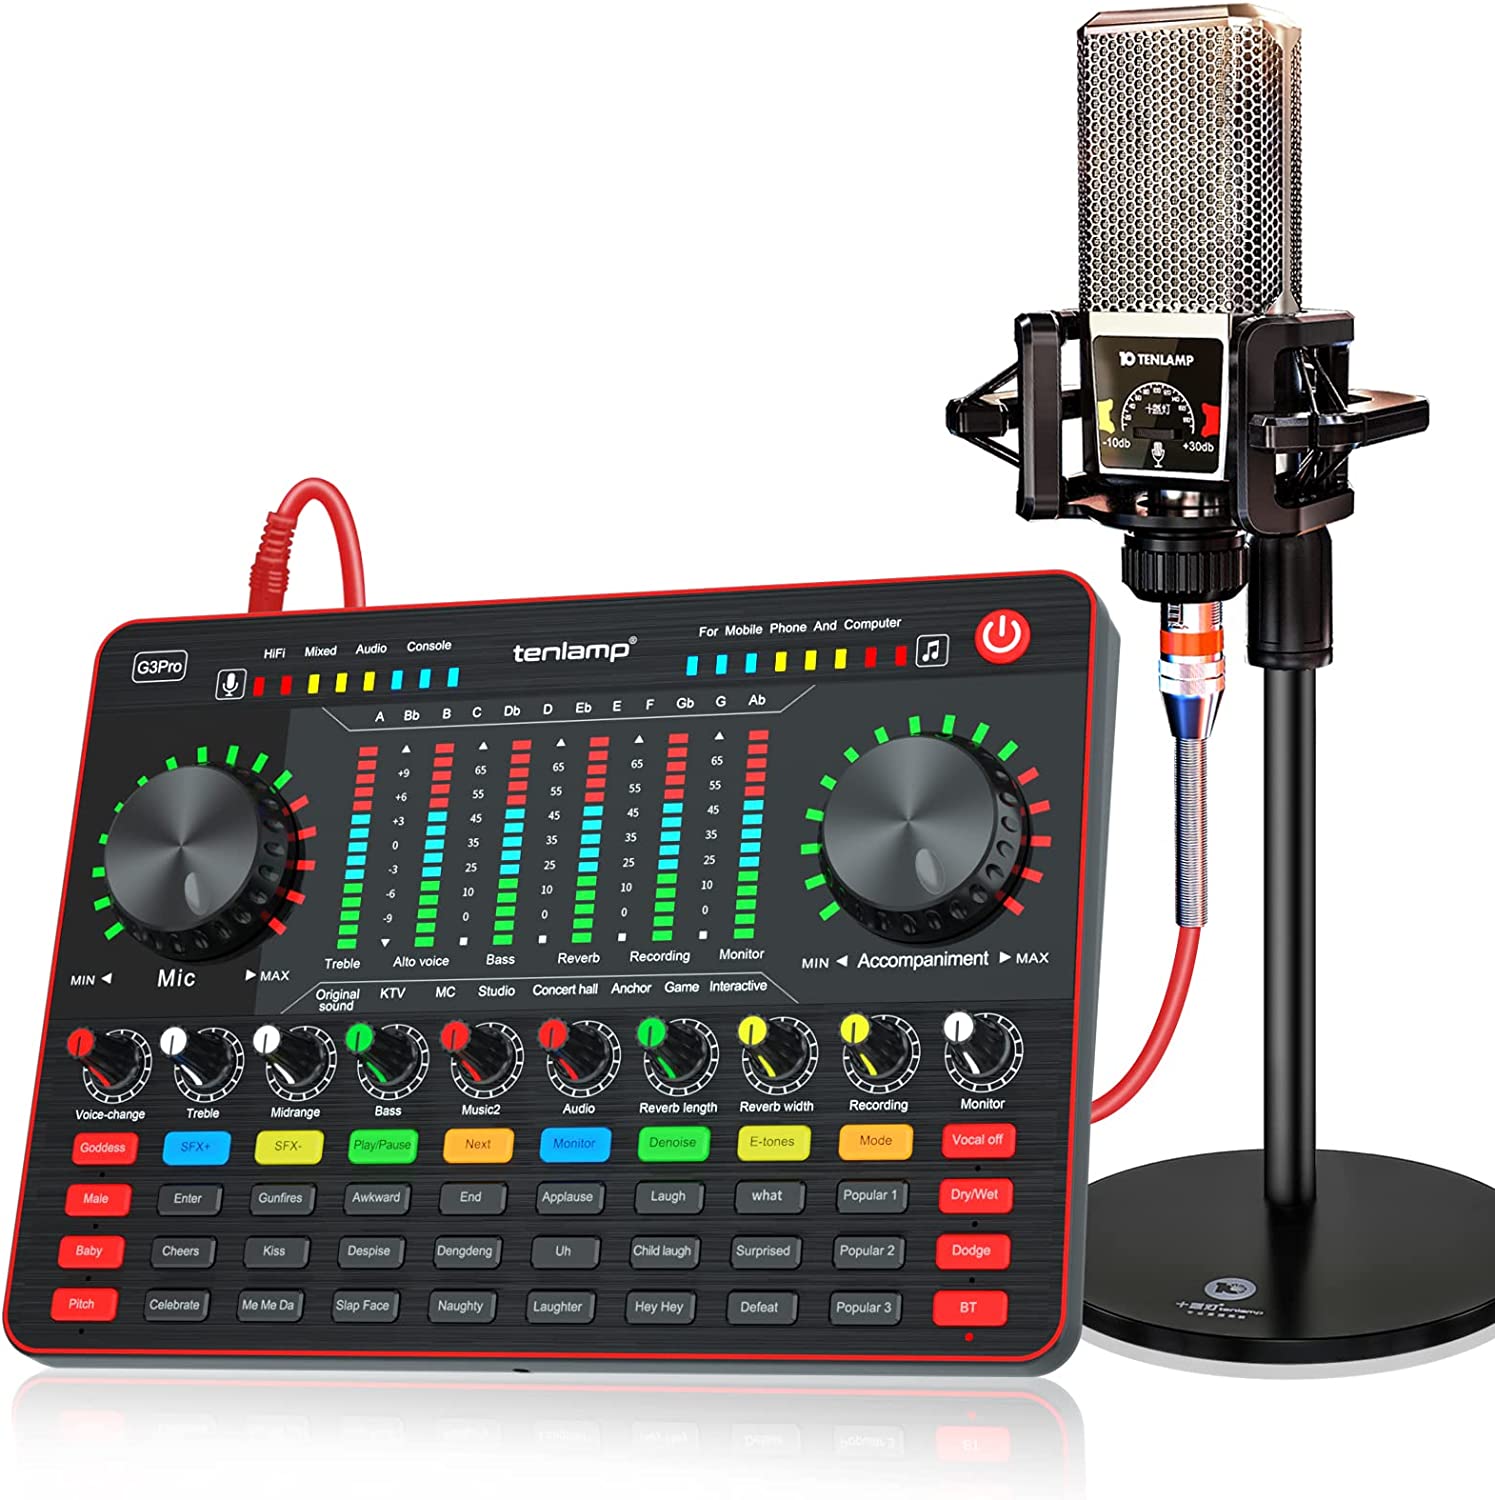 TENLAMP
-10db
+30db
G3Pro
HiFi Mixed Audio Console
tenlamp®
For Mobile Phone And Computer
A Bb B C Db D Eb E F Gb G Ab
+9 65 65 65 65
+6 55 55 55 55
+3 45 45 45 45
0 35 35 35 35
-3 25 25 25 25
-6 10 10 10 10
-9 0 0 0 0
Treble Alto voice Bass Reverb Recording Monitor
MIN Mic MAX
MIN Accompaniment MAX
Original sound KTV MC Studio Concert hall Anchor Game Interactive
Voice-change Treble Midrange Bass Music2 Audio Reverb length Reverb width Recording Monitor
Goddess SFX+ SFX- Play/Pause Next Monitor Denoise E-tones Mode Vocal off
Male Enter Gunfires Awkward End Applause Laugh what Popular 1 Dry/Wet
Baby Cheers Kiss Despise Dengdeng Uh Child laugh Surprised Popular 2 Dodge
Pitch Celebrate Me Me Da Slap Face Naughty Laughter Hey Hey Defeat Popular 3 BT
tenlamp